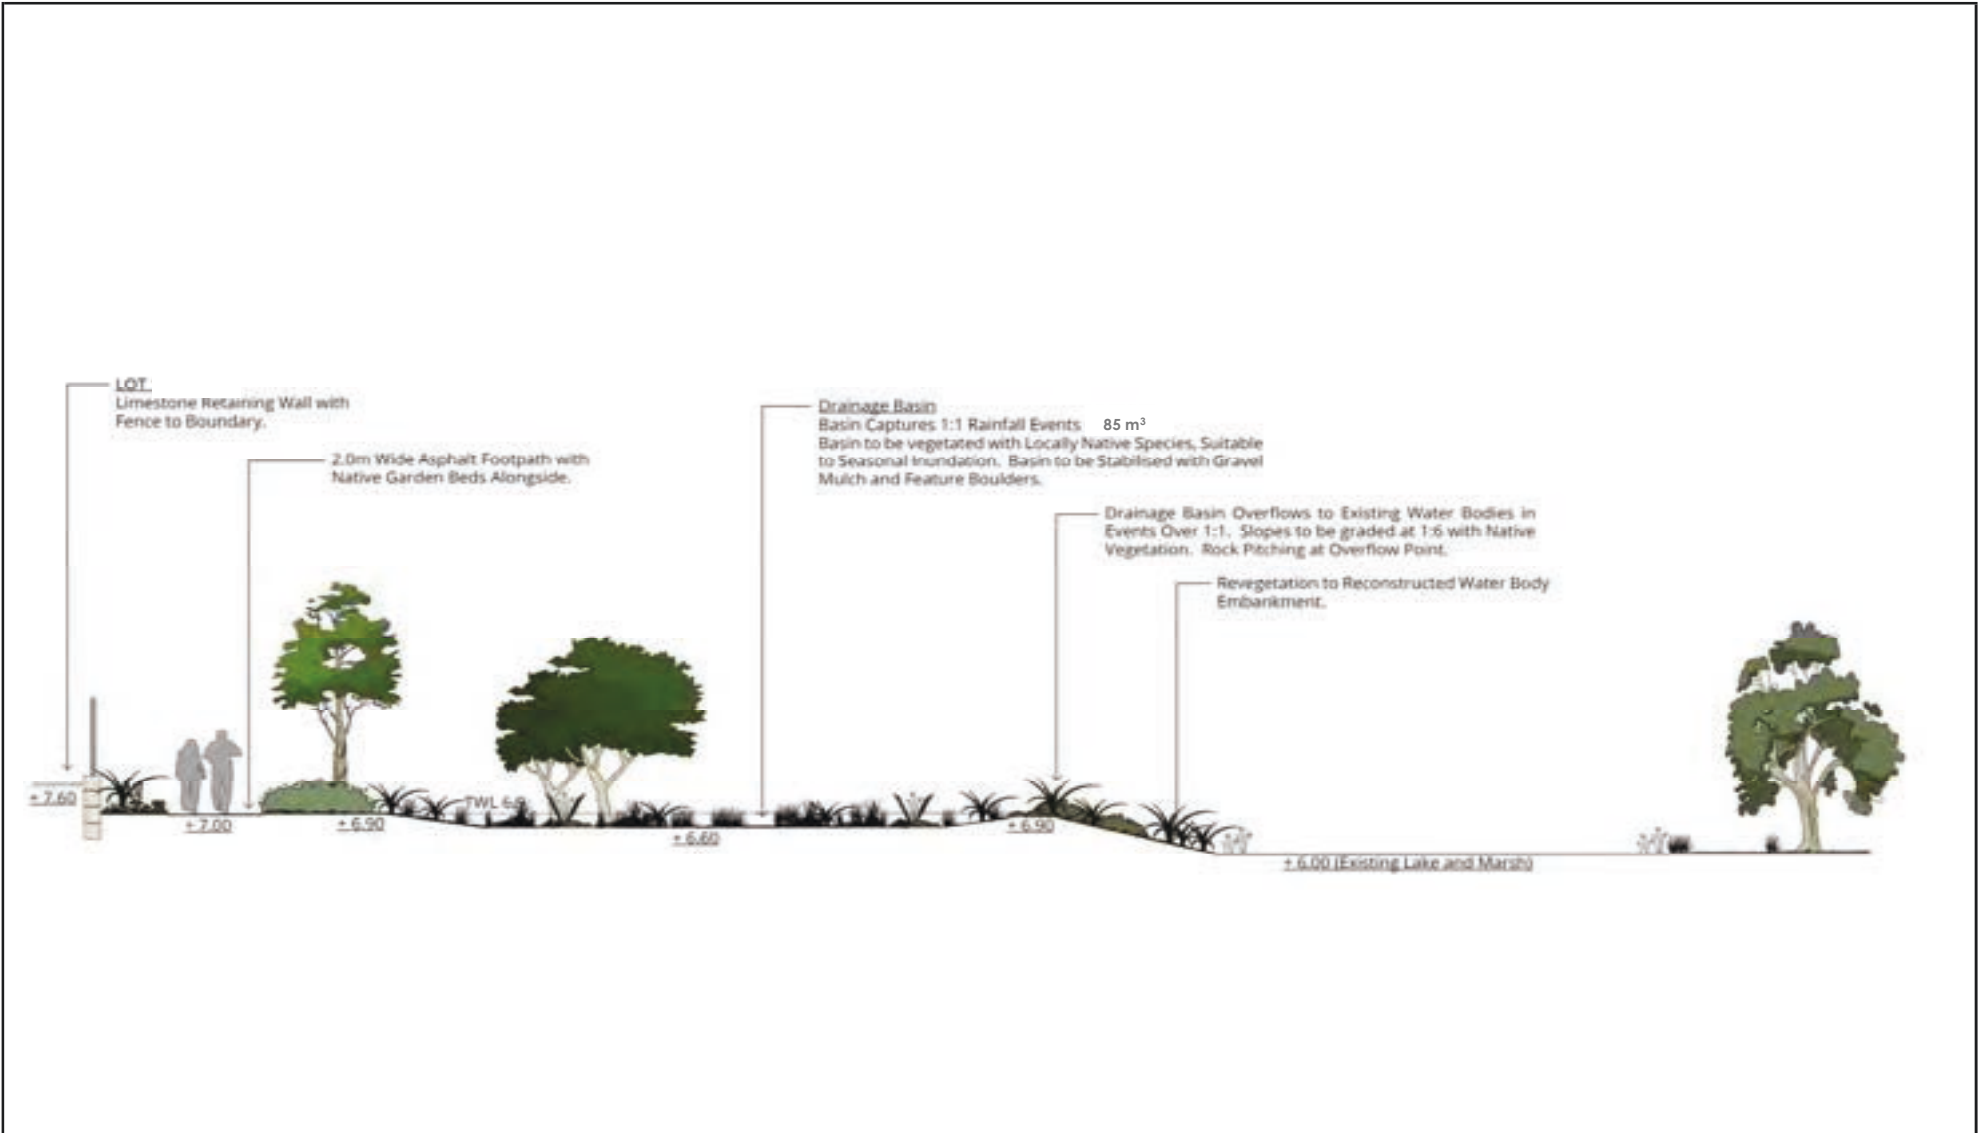 LOT
Limestone Retaining Wall with
Fence to Boundary.
2.0m Wide Asphalt Footpath with
Native Garden Beds Alongside.
Drainage Basin
Basin Captures 1:1 Rainfall Events 85 m³
Basin to be vegetated with Locally Native Species, Suitable
to Seasonal Inundation. Basin to be Stabilised with Gravel
Mulch and Feature Boulders.
Drainage Basin Overflows to Existing Water Bodies in
Events Over 1:1. Slopes to be graded at 1:6 with Native
Vegetation. Rock Pitching at Overflow Point.
Revegetation to Reconstructed Water Body
Embankment.
± 7.60
± 7.00
± 6.90
TWL
± 6.60
± 6.90
± 6.00 (Existing Lake and Marsh)